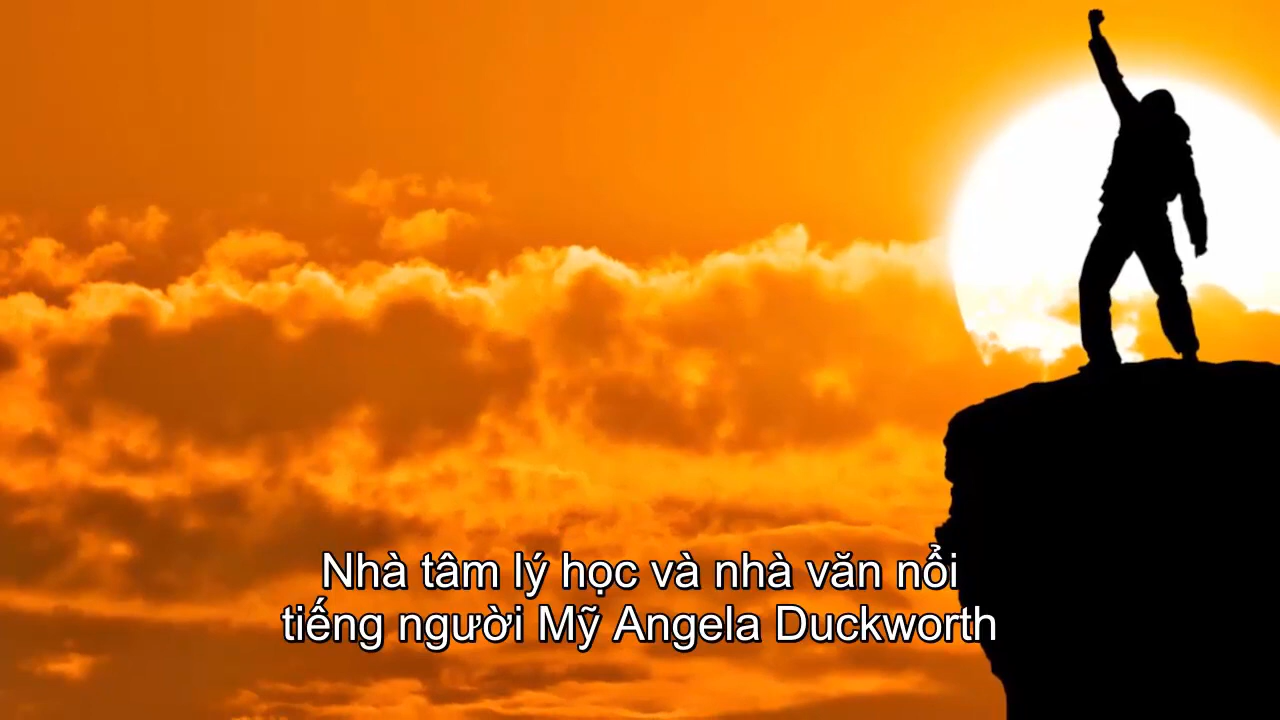 Nhà tâm lý học và nhà văn nổi
tiếng người Mỹ Angela Duckworth